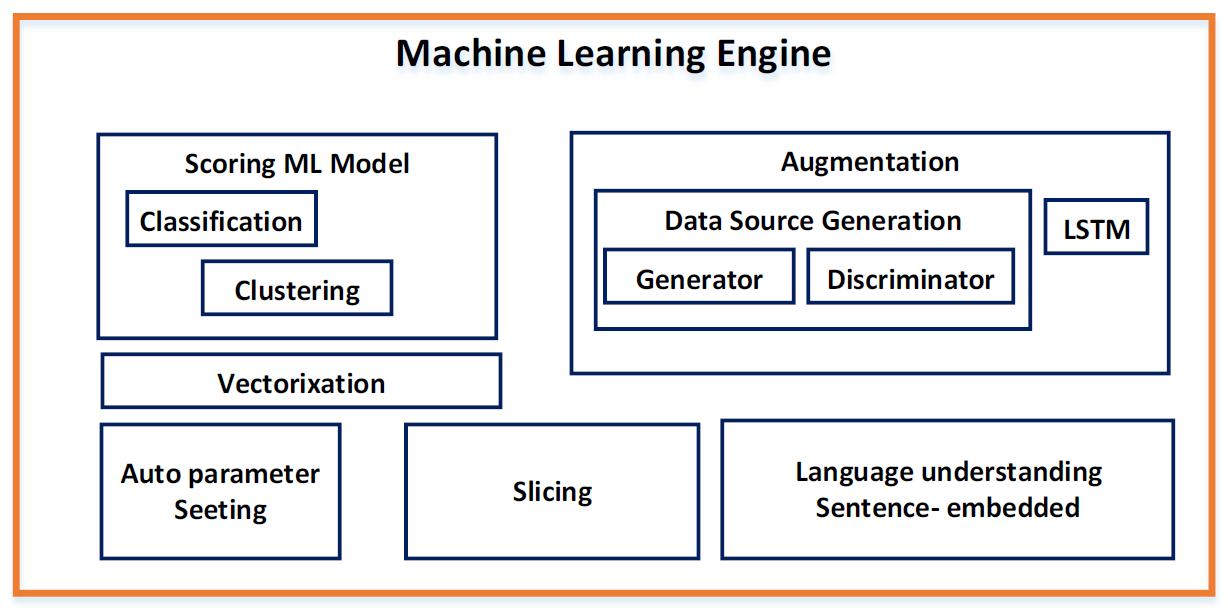 Machine Learning Engine
Scoring ML Model
Classification
Clustering
Augmentation
Data Source Generation
Generator
Discriminator
LSTM
Vectorixation
Auto parameter
Seeting
Slicing
Language understanding
Sentence- embedded